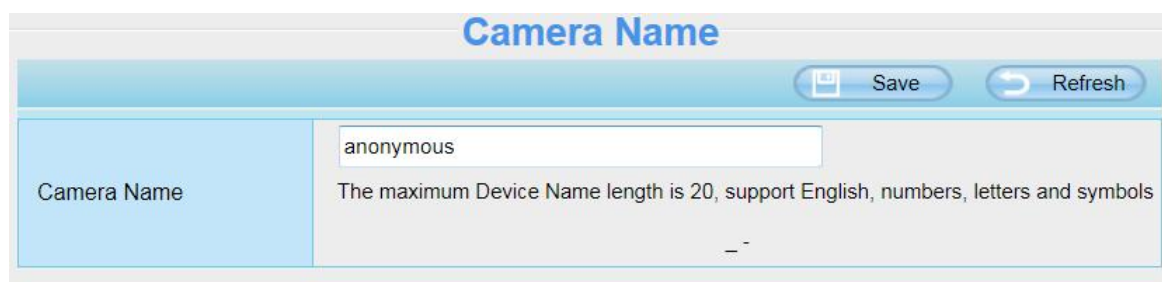 Camera Name
Save Refresh
anonymous
Camera Name
The maximum Device Name length is 20, support English, numbers, letters and symbols
_ -